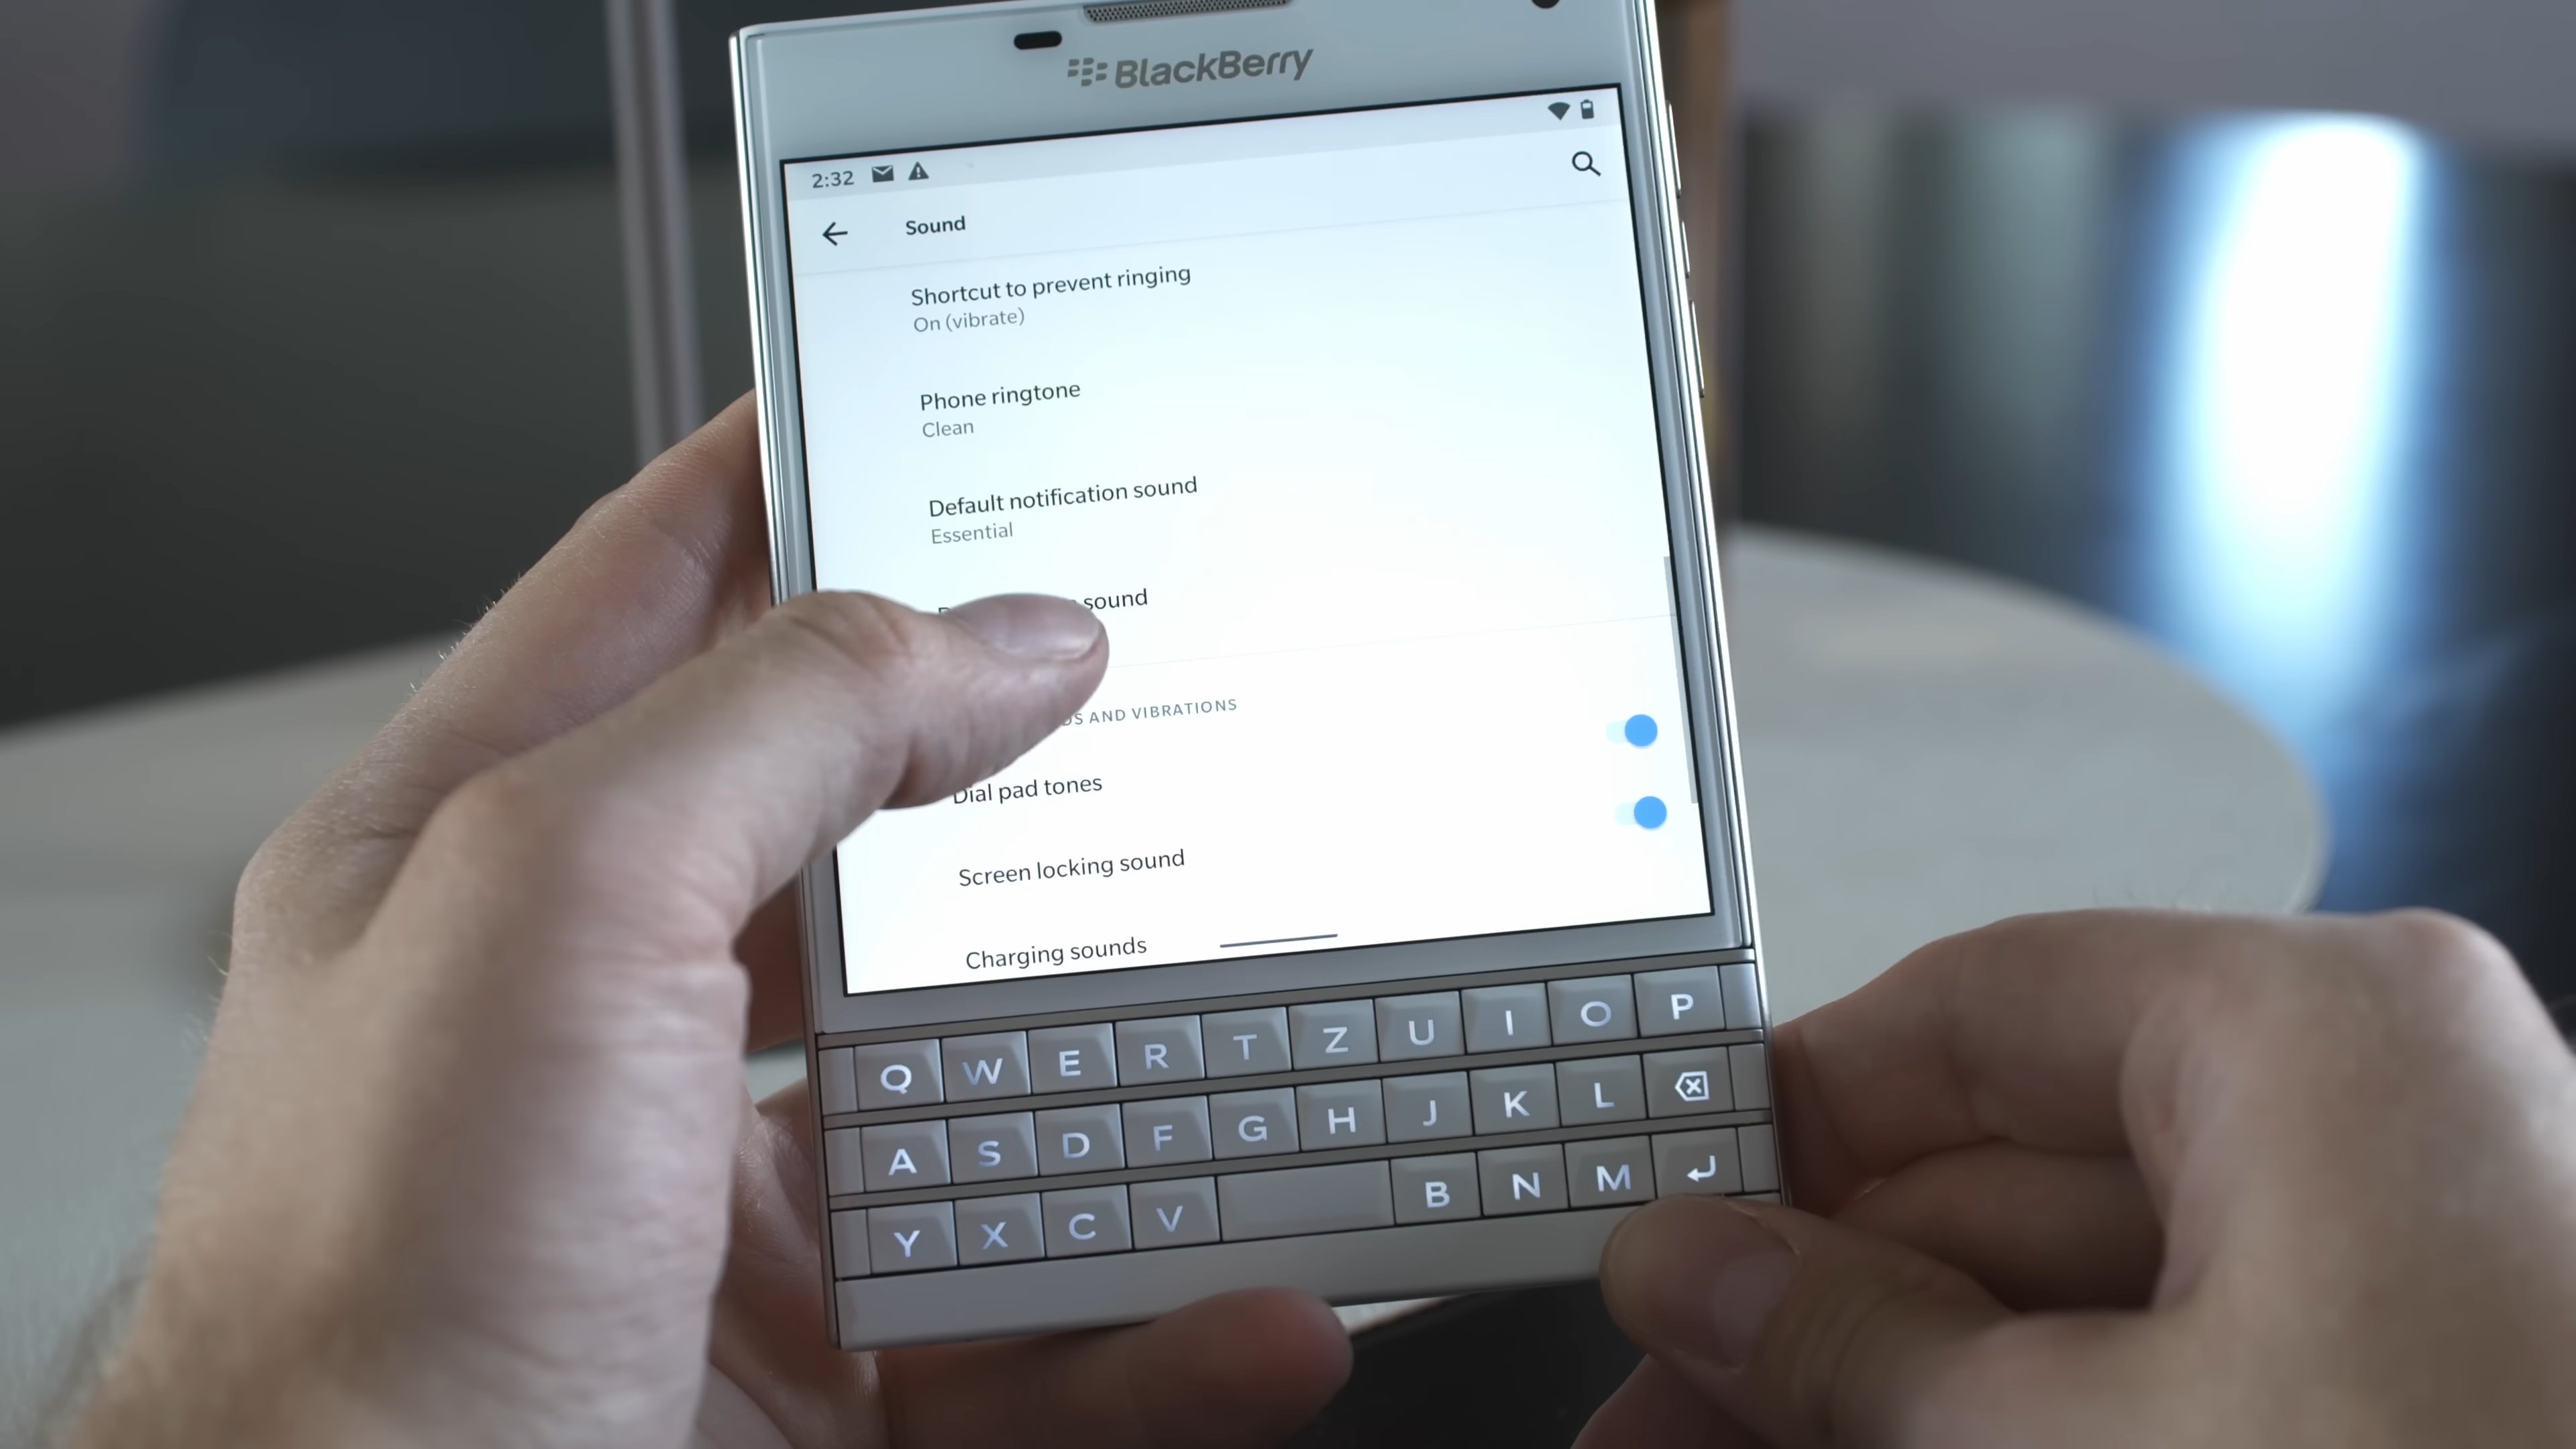 BlackBerry
2:32
Sound
Shortcut to prevent ringing
On (vibrate)
Phone ringtone
Clean
Default notification sound
Essential
sound
AND VIBRATIONS
Dial pad tones
Screen locking sound
Charging sounds
Q W E R T Z U I O P
A S D F G H J K L
Y X C V B N M